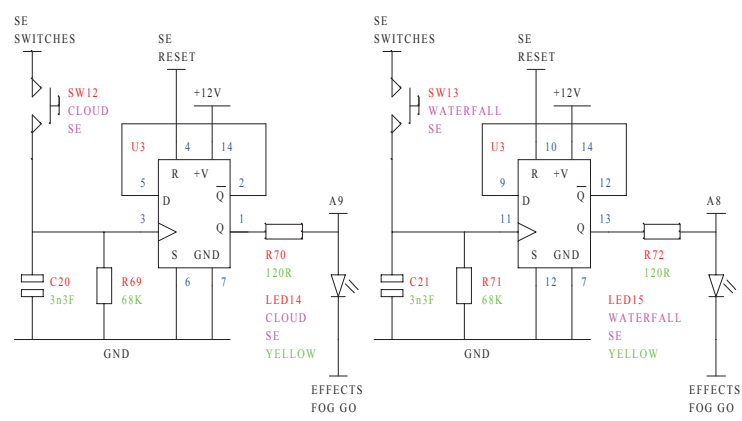 SE
SWITCHES
SW12
CLOUD
SE
SE
RESET
+12V
U3
4
14
5
2
R
+V
D
Q
3
1
Q
S
GND
6
7
A9
R70
120R
C20
3n3F
R69
68K
LED14
CLOUD
SE
YELLOW
GND
EFFECTS
FOG GO
SE
SWITCHES
SW13
WATERFALL
SE
SE
RESET
+12V
U3
10
14
9
12
R
+V
D
Q
11
13
Q
S
GND
12
7
A8
R72
120R
C21
3n3F
R71
68K
LED15
WATERFALL
SE
YELLOW
GND
EFFECTS
FOG GO